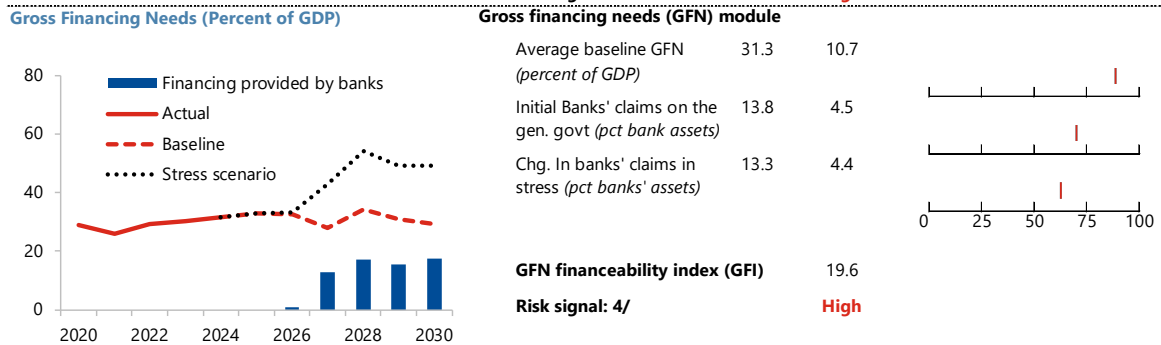 Gross Financing Needs (Percent of GDP)
80
60
40
20
0
Financing provided by banks
Actual
Baseline
Stress scenario
2020 2022 2024 2026 2028 2030
Gross financing needs (GFN) module
Average baseline GFN 31.3 10.7
(percent of GDP)
Initial Banks' claims on the 13.8 4.5
gen. govt (pct bank assets)
Chg. In banks' claims in 13.3 4.4
stress (pct banks' assets)
0 25 50 75 100
GFN financeability index (GFI) 19.6
Risk signal: 4/ High